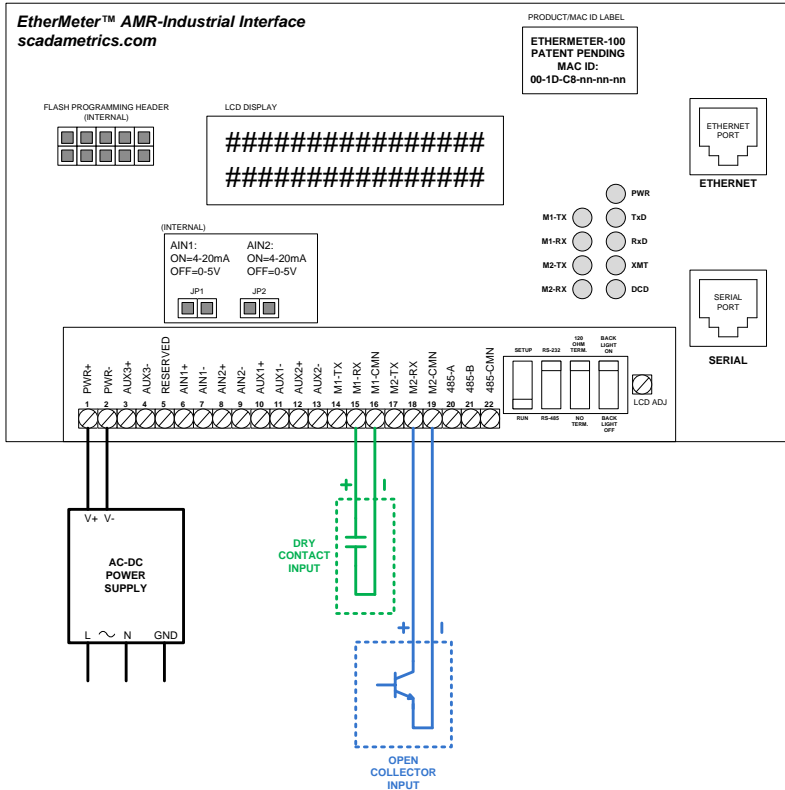 EtherMeter™ AMR-Industrial Interface
scadametrics.com
PRODUCT/MAC ID LABEL
ETHERMETER-100
PATENT PENDING
MAC ID:
00-1D-C8-nn-nn-nn
FLASH PROGRAMMING HEADER
(INTERNAL)
LCD DISPLAY
################
################
ETHERNET
PORT
ETHERNET
PWR
M1-TX
TxD
M1-RX
RxD
M2-TX
XMT
M2-RX
DCD
(INTERNAL)
AIN1:
ON=4-20mA
OFF=0-5V
JP1
AIN2:
ON=4-20mA
OFF=0-5V
JP2
SERIAL
PORT
SERIAL
PWR+
PWR-
AUX3+
AUX3-
RESERVED
AIN1+
AIN1-
AIN2+
AIN2-
AUX1+
AUX1-
AUX2+
AUX2-
M1-TX
M1-RX
M1-CMN
M2-TX
M2-RX
M2-CMN
485-A
485-B
485-CMN
1 2 3 4 5 6 7 8 9 10 11 12 13 14 15 16 17 18 19 20 21 22
SETUP
RUN
RS-232
RS-485
120
OHM
TERM.
NO
TERM.
BACK
LIGHT
ON
BACK
LIGHT
OFF
LCD ADJ
V+ V-
AC-DC
POWER
SUPPLY
L N GND
+ -
DRY
CONTACT
INPUT
+ -
OPEN
COLLECTOR
INPUT